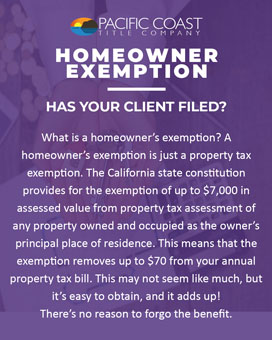 PACIFIC COAST
TITLE COMPANY
HOMEOWNER
EXEMPTION
HAS YOUR CLIENT FILED?
What is a homeowner's exemption? A
homeowner's exemption is just a property tax
exemption. The California state constitution
provides for the exemption of up to $7,000 in
assessed value from property tax assessment of
any property owned and occupied as the owner's
principal place of residence. This means that the
exemption removes up to $70 from your annual
property tax bill. This may not seem like much, but
it's easy to obtain, and it adds up!
There's no reason to forgo the benefit.